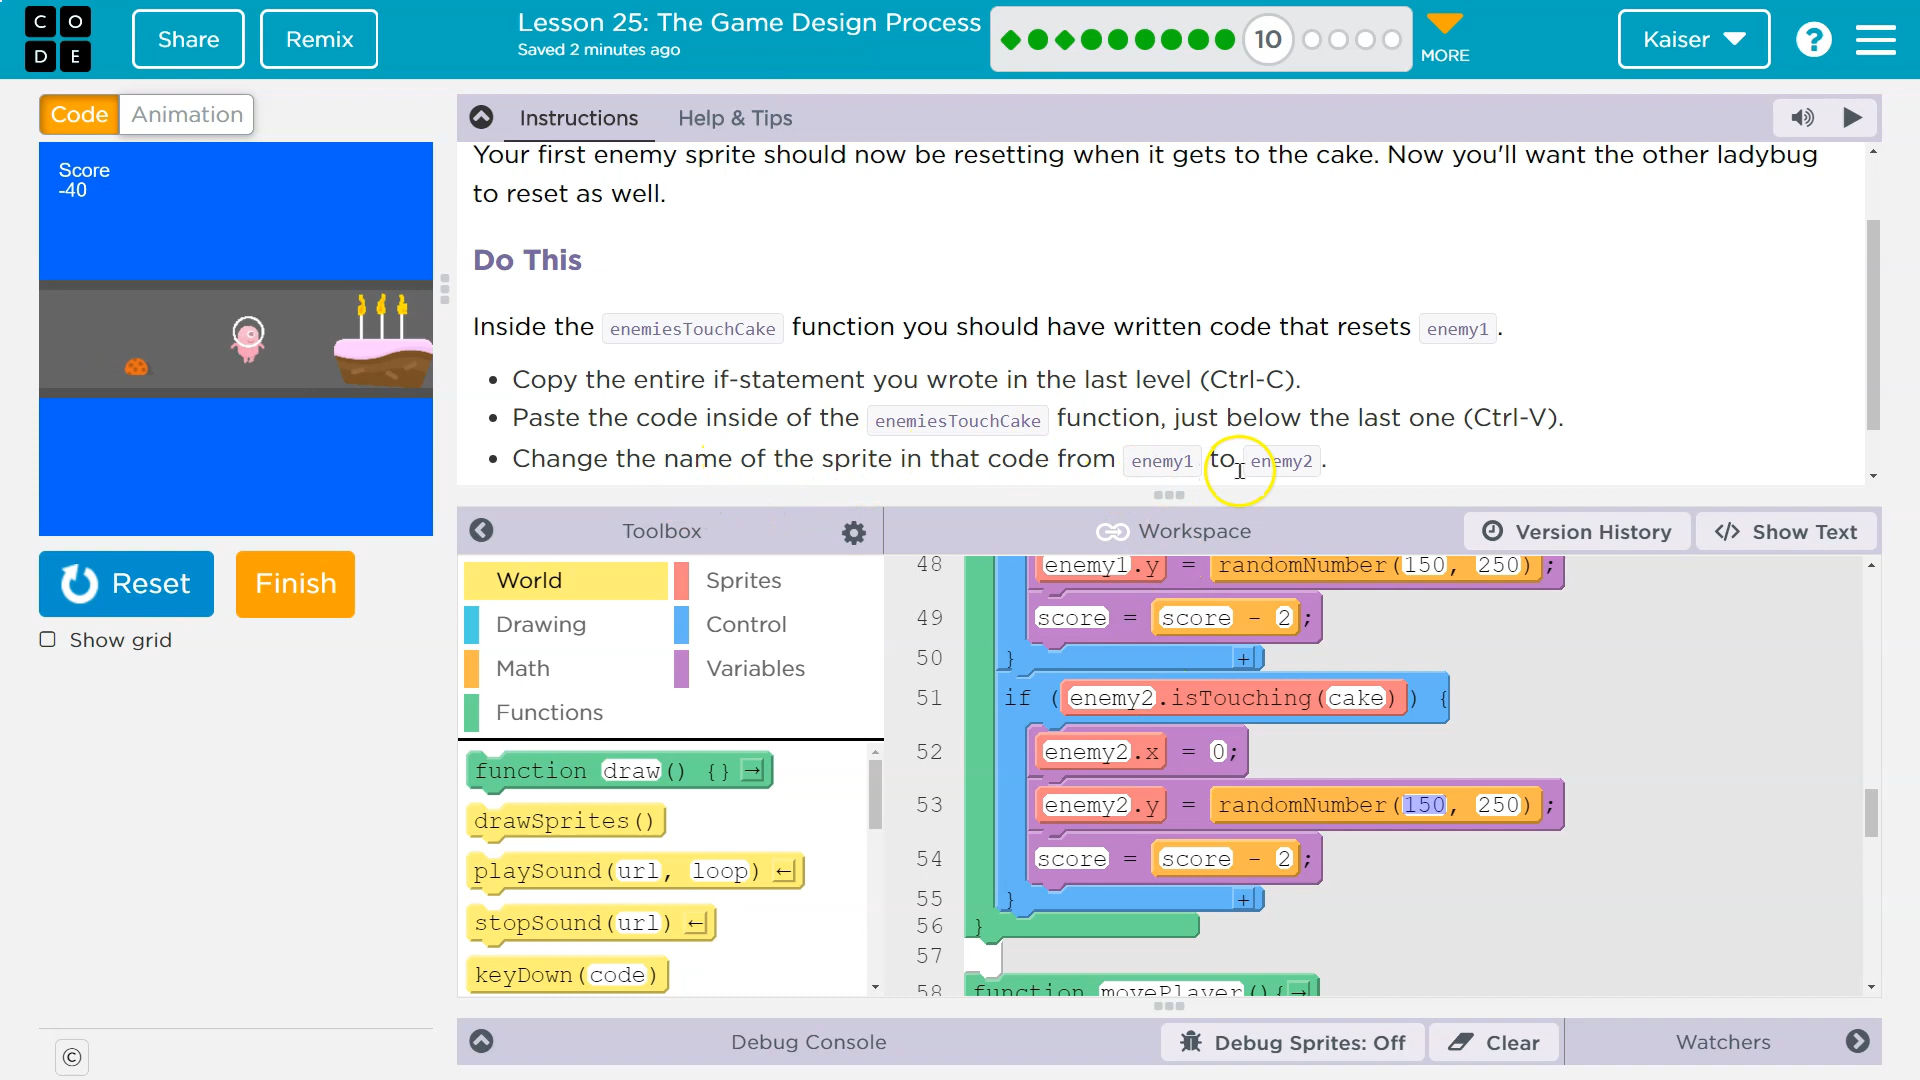 C O
D E
Share
Remix
Lesson 25: The Game Design Process
Saved 2 minutes ago
10
MORE
Kaiser
?
Code
Animation
Score
-40
Reset
Finish
Show grid
©
Instructions
Help & Tips
Your first enemy sprite should now be resetting when it gets to the cake. Now you'll want the other ladybug
to reset as well.
Do This
Inside the enemiesTouchCake function you should have written code that resets enemy1.
• Copy the entire if-statement you wrote in the last level (Ctrl-C).
• Paste the code inside of the enemiesTouchCake function, just below the last one (Ctrl-V).
• Change the name of the sprite in that code from enemy1 to enemy2.
Toolbox
Workspace
Version History
</> Show Text
World
Sprites
Drawing
Control
Math
Variables
Functions
function draw() {}
drawSprites()
playSound(url, loop)
stopSound(url)
keyDown(code)
48 enemy1.y = randomNumber(150, 250);
49 score = score - 2;
50 } +
51 if (enemy2.isTouching(cake)) {
52 enemy2.x = 0;
53 enemy2.y = randomNumber(150, 250);
54 score = score - 2;
55 } +
56 }
57
58 function movePlayer(){
Debug Console
Debug Sprites: Off
Clear
Watchers